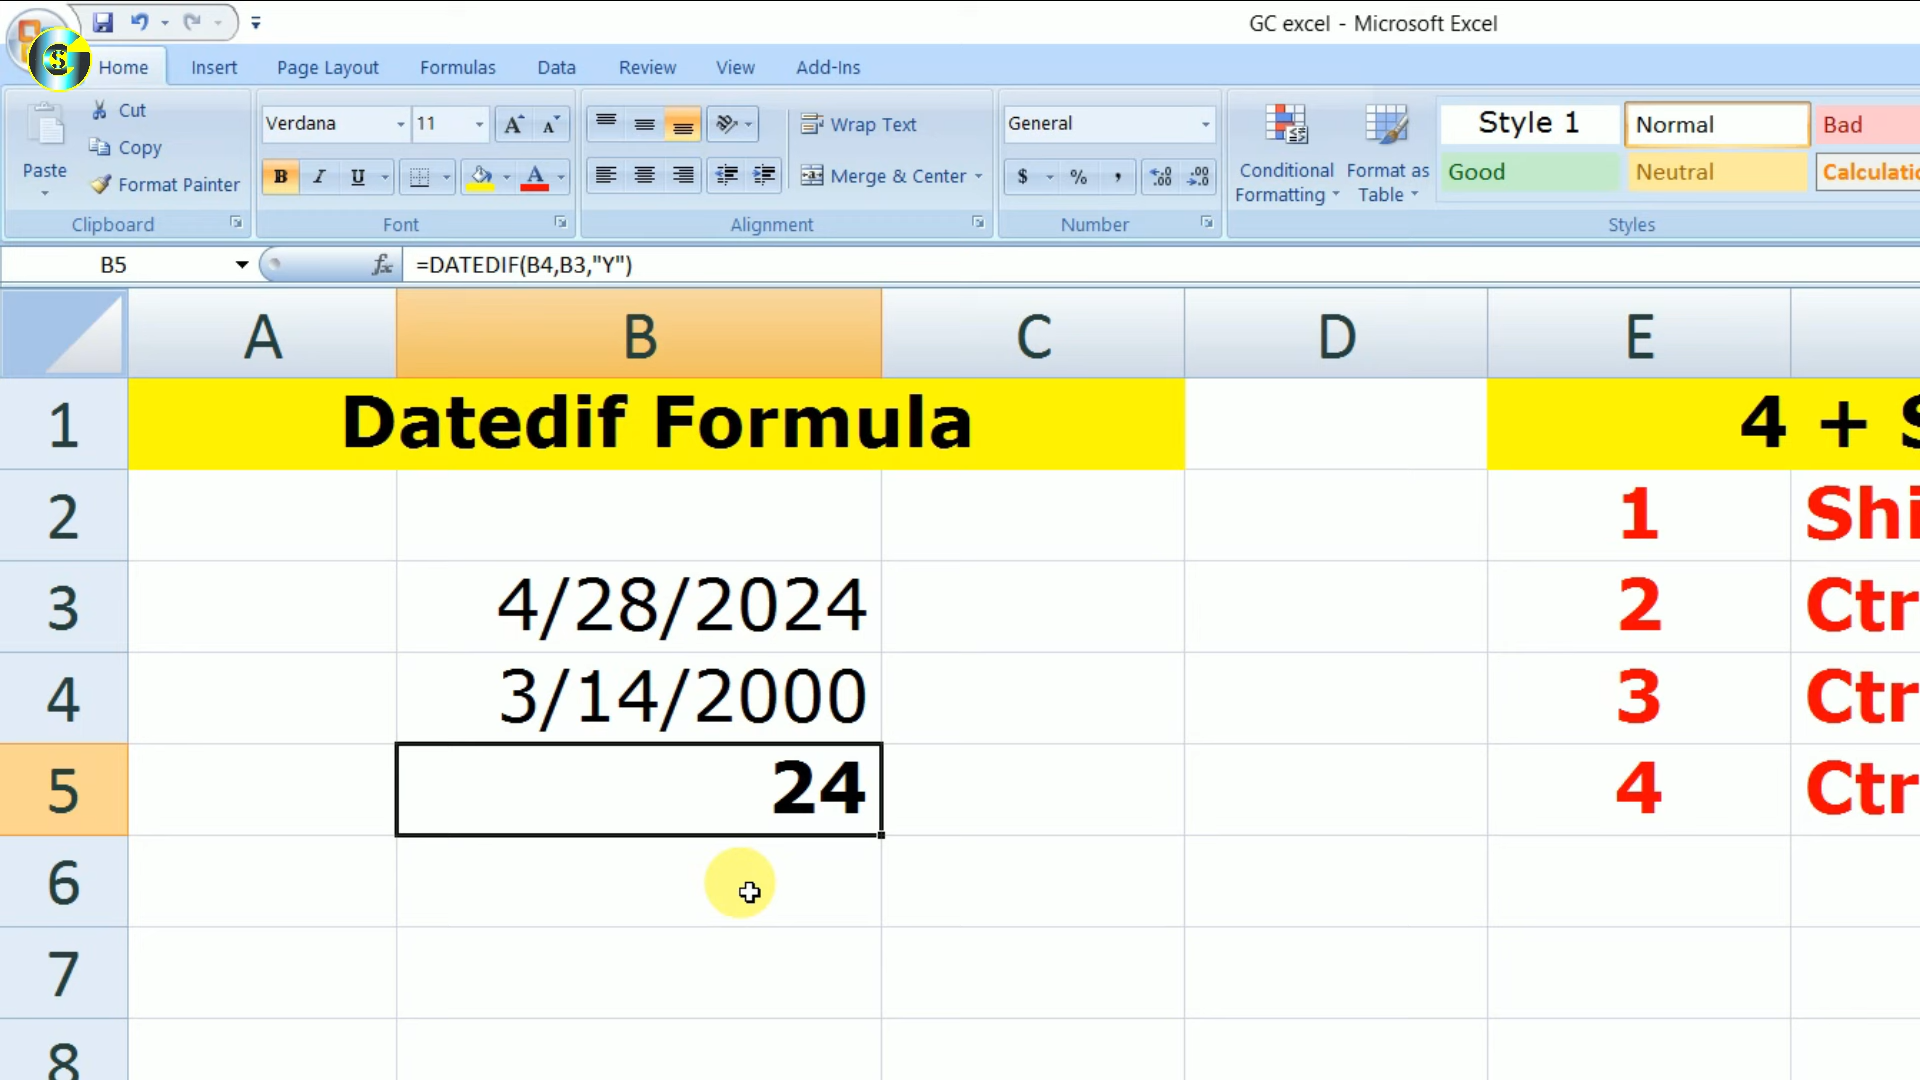 GC excel - Microsoft Excel
Home Insert Page Layout Formulas Data Review View Add-Ins
Paste
Cut
Copy
Format Painter
Clipboard
Verdana 11
B I U
Font
Wrap Text
Merge & Center
Alignment
General
$ % ,
Number
Conditional Formatting
Format as Table
Style 1 Normal Bad
Good Neutral Calculatio
Styles
B5 fx =DATEDIF(B4,B3,"Y")
A B C D E
1 Datedif Formula 4 + S
2 1 Shi
3 4/28/2024 2 Ctr
4 3/14/2000 3 Ctr
5 24 4 Ctr
6
7
8